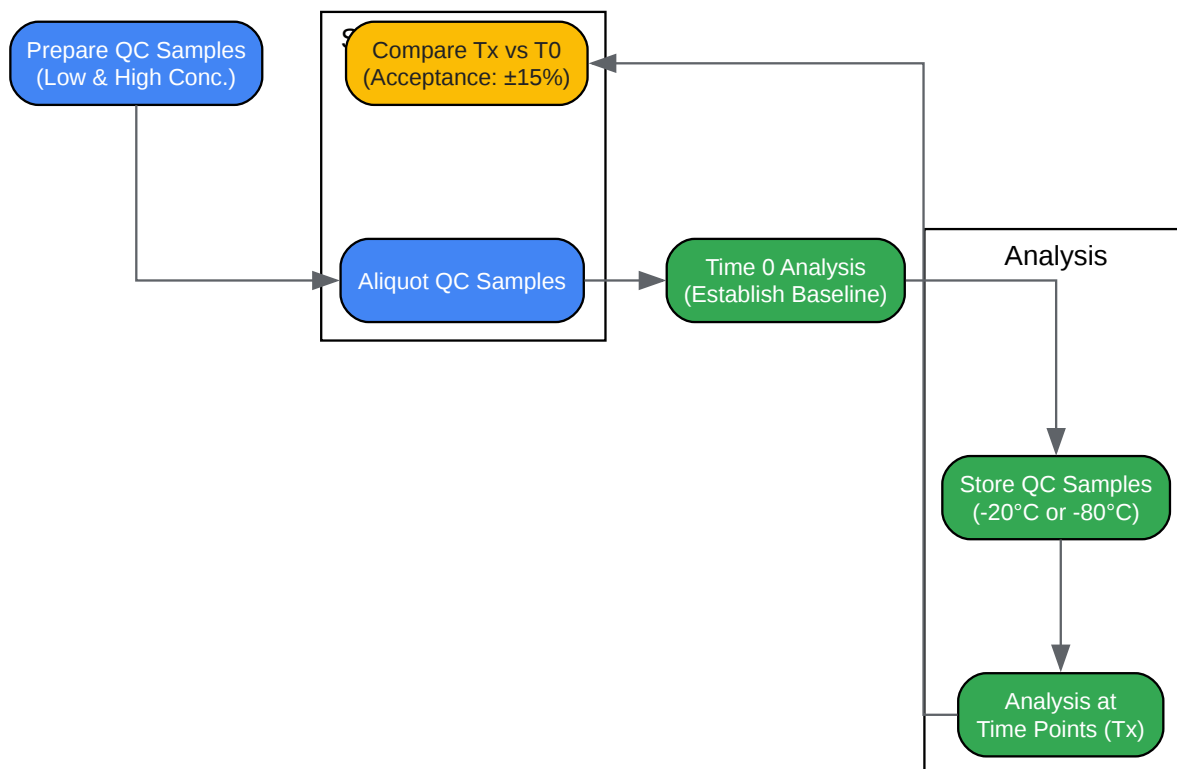 Prepare QC Samples
(Low & High Conc.)
Compare Tx vs T0
(Acceptance: ±15%)
Aliquot QC Samples
Time 0 Analysis
(Establish Baseline)
Analysis
Store QC Samples
(-20°C or -80°C)
Analysis at
Time Points (Tx)